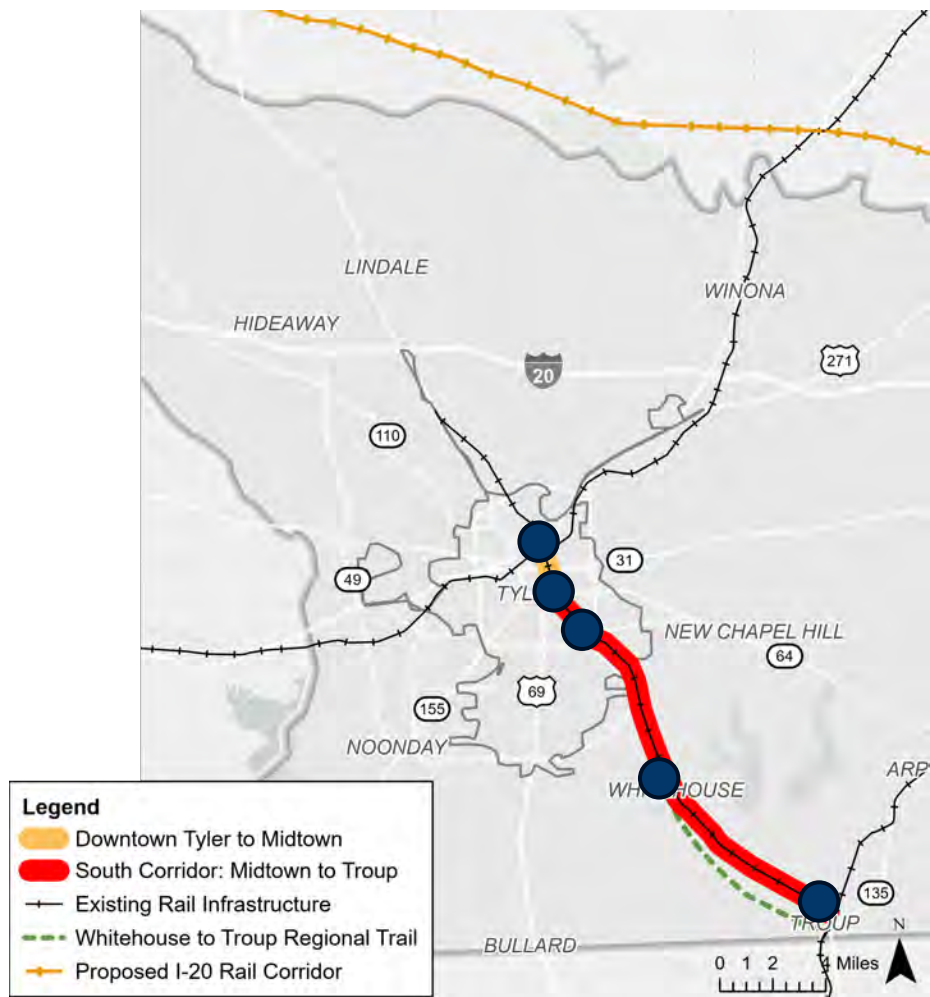 LINDALE
WINONA
HIDEAWAY
271
20
110
31
49
TYL
NEW CHAPEL HILL
64
69
155
NOONDAY
ARP
WH HOUSE
Legend
Downtown Tyler to Midtown
South Corridor: Midtown to Troup
135
Existing Rail Infrastructure
TROUP
N
Whitehouse to Troup Regional Trail
BULLARD
Proposed I-20 Rail Corridor
0 1 2 4 Miles